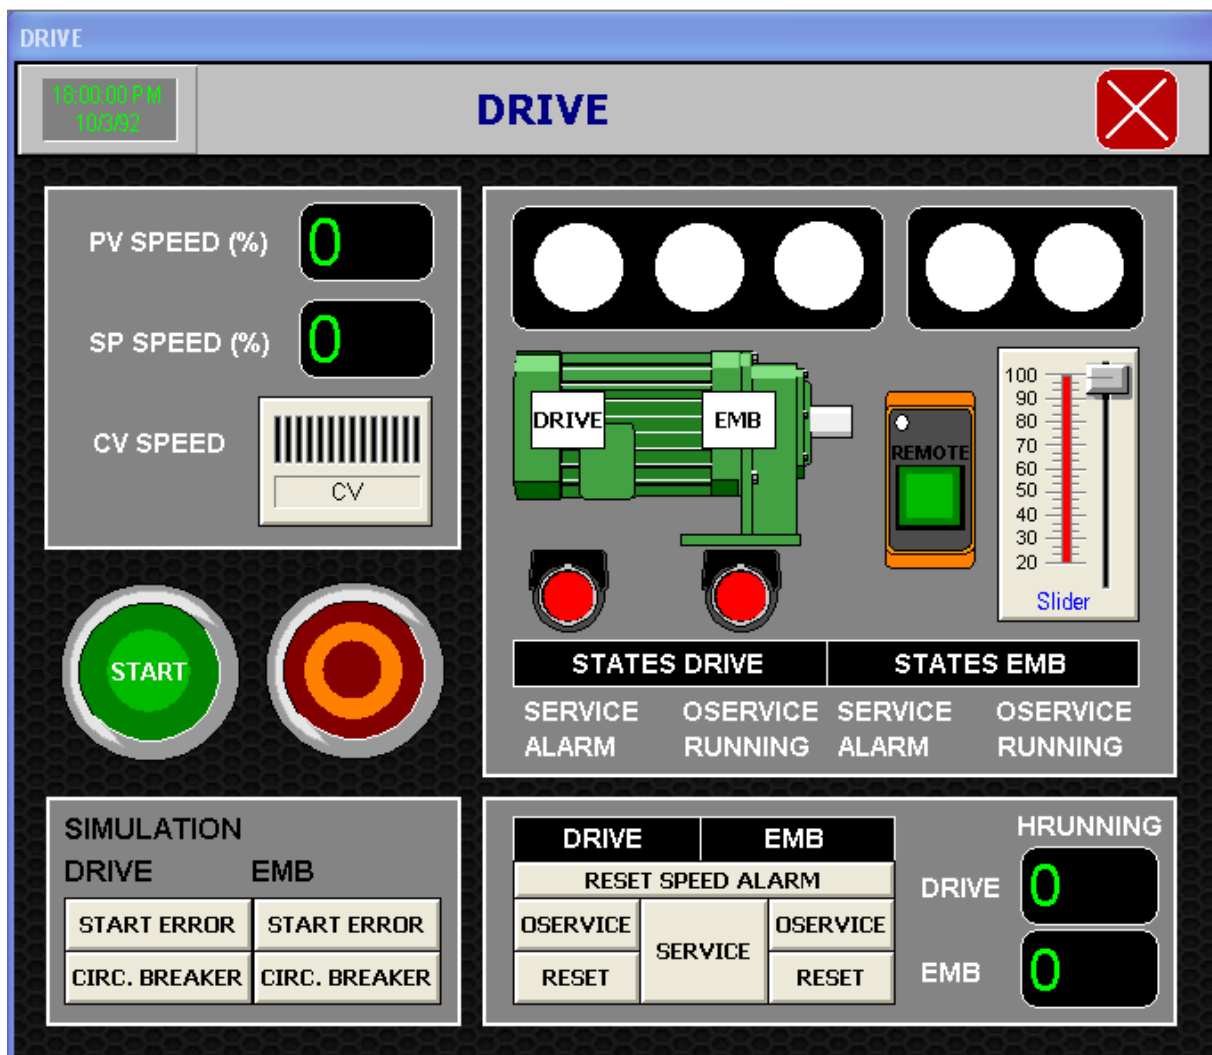 DRIVE
18:00:00 PM
10/3/92
DRIVE
PV SPEED (%) 0
SP SPEED (%) 0
CV SPEED
CV
DRIVE EMB
REMOTE
100
90
80
70
60
50
40
30
20
Slider
START
STATES DRIVE STATES EMB
SERVICE OSERVICE SERVICE OSERVICE
ALARM RUNNING ALARM RUNNING
SIMULATION
DRIVE EMB
START ERROR START ERROR
CIRC. BREAKER CIRC. BREAKER
DRIVE EMB
RESET SPEED ALARM
OSERVICE SERVICE OSERVICE
RESET RESET
HRUNNING
DRIVE 0
EMB 0